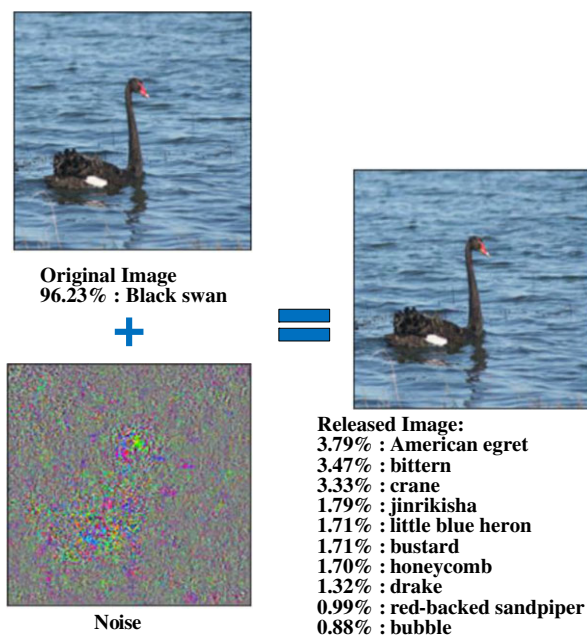 Original Image
96.23% : Black swan
+
=
Noise
Released Image:
3.79% : American egret
3.47% : bittern
3.33% : crane
1.79% : jinrikisha
1.71% : little blue heron
1.71% : bustard
1.70% : honeycomb
1.32% : drake
0.99% : red-backed sandpiper
0.88% : bubble